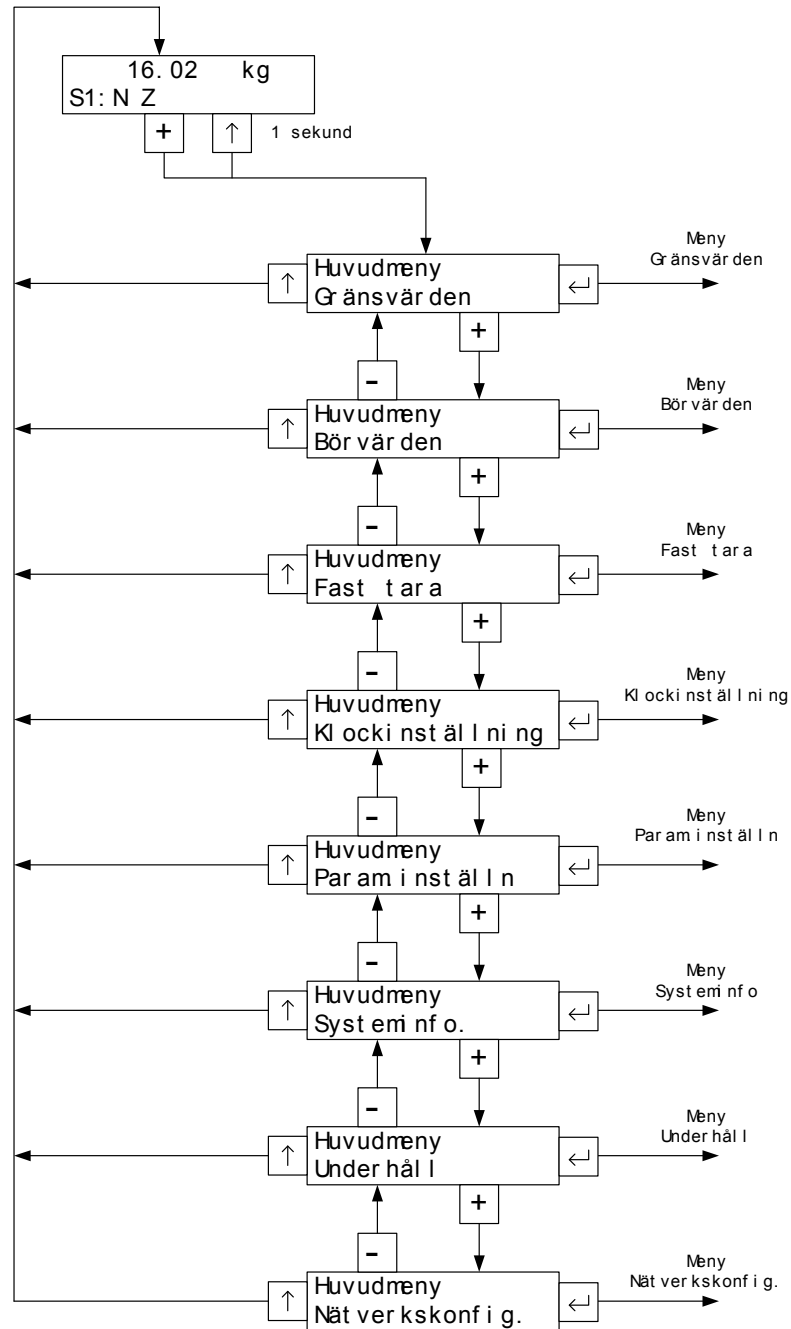 16.02 kg
S1: N Z
+ ↑ 1 sekund
Meny
Gränsvärden
↑ Huvudmeny ↵
Gränsvärden
+
-
Meny
Börvärden
↑ Huvudmeny ↵
Börvärden
+
-
Meny
Fast tara
↑ Huvudmeny ↵
Fast tara
+
-
Meny
Klockinställning
↑ Huvudmeny ↵
Klockinställning
+
-
Meny
Paraminställn
↑ Huvudmeny ↵
Param.inställn
+
-
Meny
Systeminfo
↑ Huvudmeny ↵
Systeminfo.
+
-
Meny
Underhåll
↑ Huvudmeny ↵
Underhåll
+
-
Meny
Nätverkskonfig.
↑ Huvudmeny ↵
Nätverkskonfig.